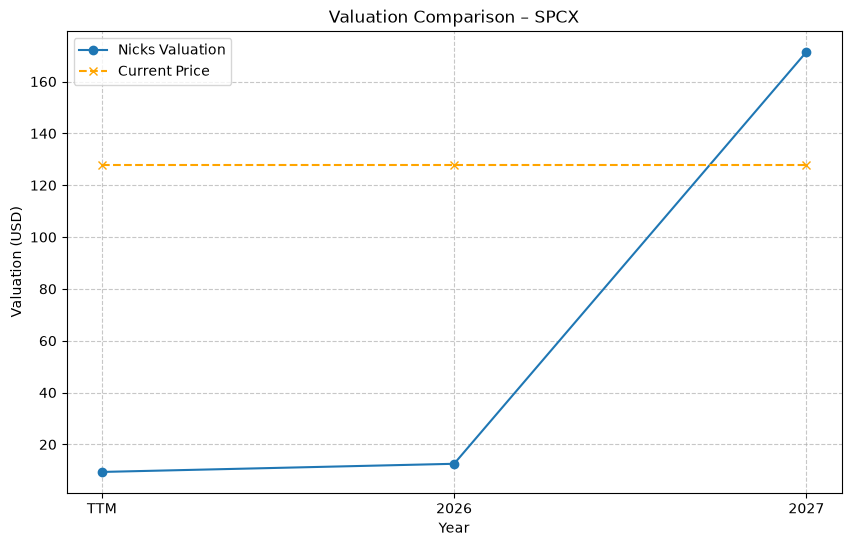 Valuation Comparison – SPCX
Nicks Valuation
Current Price
Valuation (USD)
160
140
120
100
80
60
40
20
TTM
2026
2027
Year